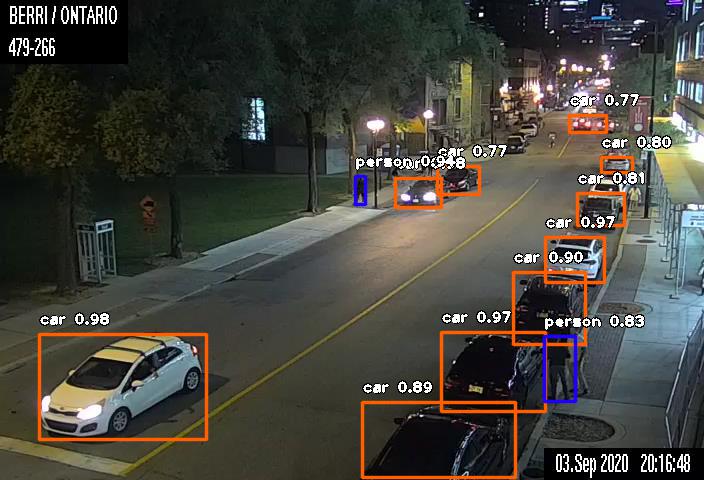 BERRI / ONTARIO
479-266
car 0.77
car 0.80
person 0.94
car 0.77
car 0.81
car 0.97
car 0.90
car 0.98
car 0.97
person 0.83
car 0.89
03.Sep 2020 20:16:48